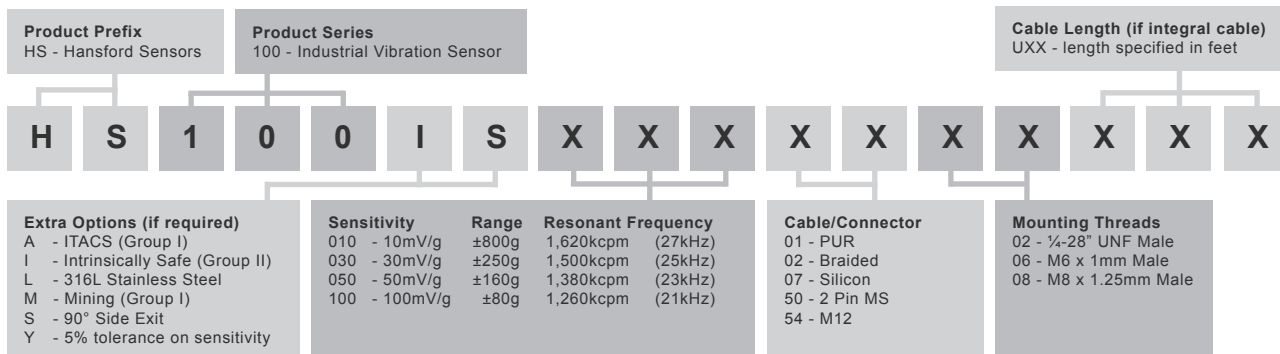 Product Prefix
HS - Hansford Sensors
Product Series
100 - Industrial Vibration Sensor
Cable Length (if integral cable)
UXX - length specified in feet
H S 1 0 0 I S X X X X X X X X X X
Extra Options (if required)
A - ITACS (Group I)
I - Intrinsically Safe (Group II)
L - 316L Stainless Steel
M - Mining (Group I)
S - 90° Side Exit
Y - 5% tolerance on sensitivity
Sensitivity Range Resonant Frequency
010 - 10mV/g ±800g 1,620kcpm (27kHz)
030 - 30mV/g ±250g 1,500kcpm (25kHz)
050 - 50mV/g ±160g 1,380kcpm (23kHz)
100 - 100mV/g ±80g 1,260kcpm (21kHz)
Cable/Connector
01 - PUR
02 - Braided
07 - Silicon
50 - 2 Pin MS
54 - M12
Mounting Threads
02 - ¼-28” UNF Male
06 - M6 x 1mm Male
08 - M8 x 1.25mm Male